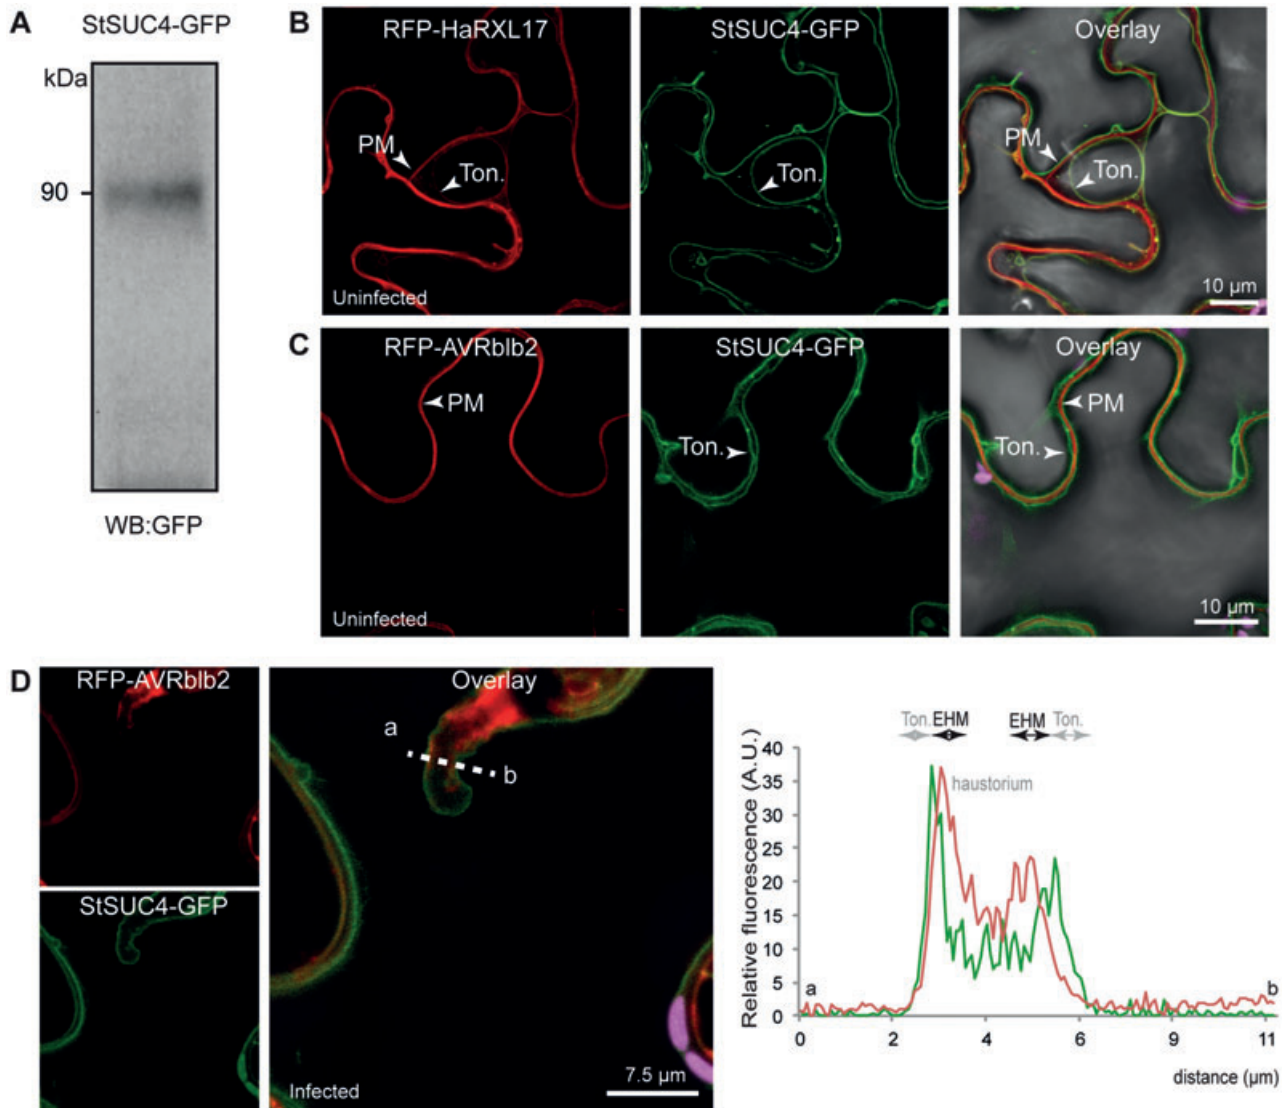 A
StSUC4-GFP
kDa
90
WB:GFP
B
RFP-HaRXL17
StSUC4-GFP
Overlay
PM
Ton.
Ton.
PM
Ton.
Uninfected
10 µm
C
RFP-AVRblb2
StSUC4-GFP
Overlay
PM
Ton.
PM
Ton.
Uninfected
10 µm
D
RFP-AVRblb2
StSUC4-GFP
Overlay
a
b
Infected
7.5 µm
Ton. EHM EHM Ton.
haustorium
Relative fluorescence (A.U.)
40
35
30
25
20
15
10
5
0
a b
0 2 4 6 8 11
distance (µm)